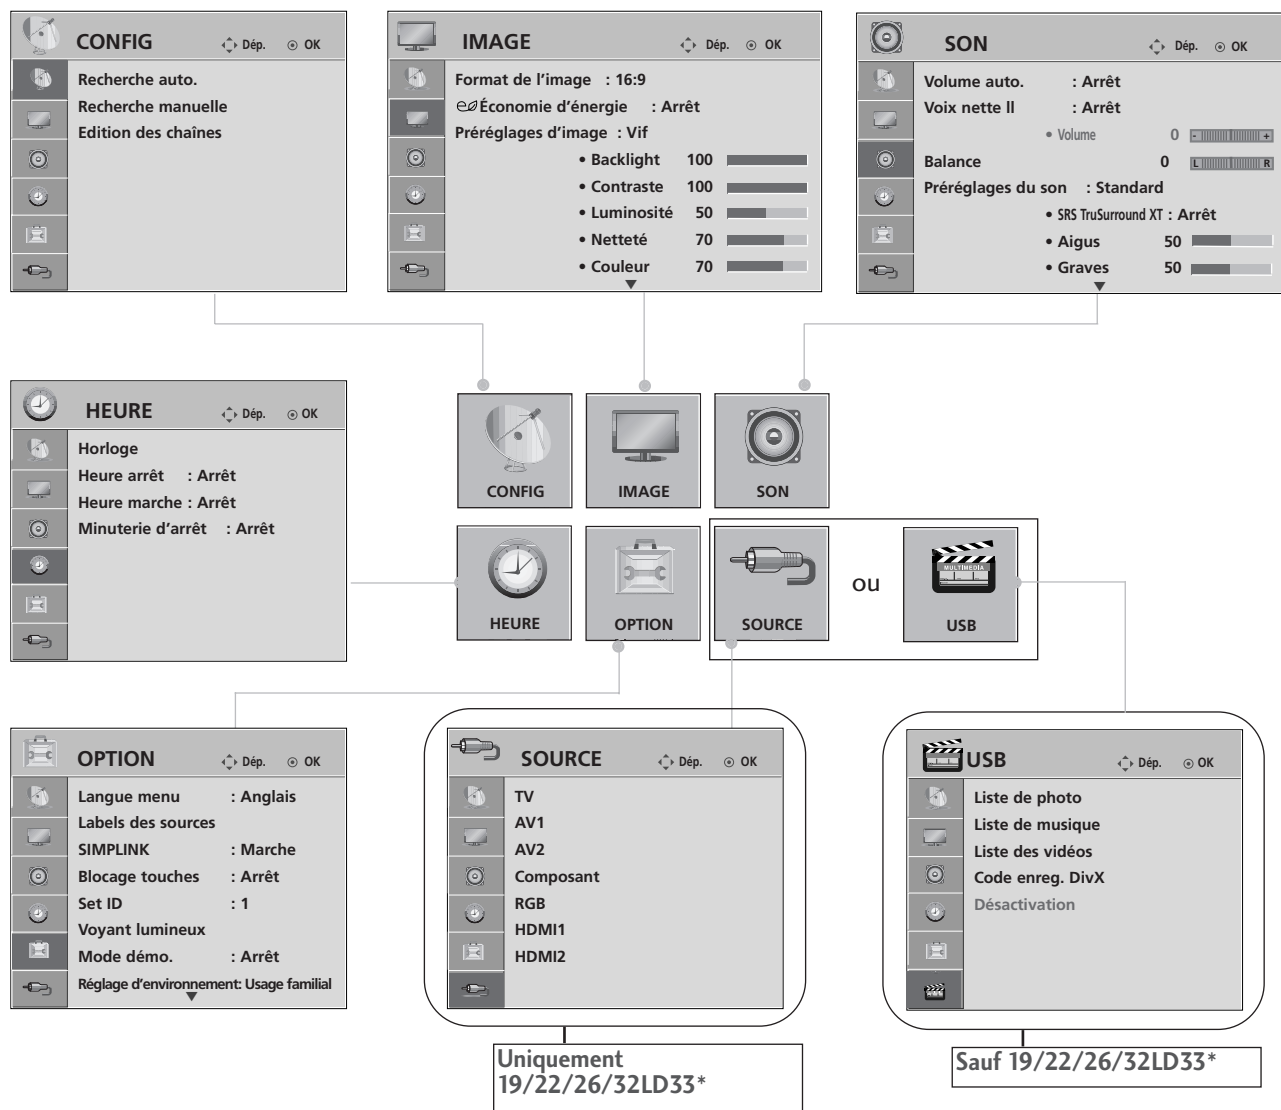 CONFIG Dép. OK
Recherche auto.
Recherche manuelle
Edition des chaînes
IMAGE Dép. OK
Format de l'image : 16:9
Économie d'énergie : Arrêt
Préréglages d'image : Vif
• Backlight 100
• Contraste 100
• Luminosité 50
• Netteté 70
• Couleur 70
SON Dép. OK
Volume auto. : Arrêt
Voix nette II : Arrêt
• Volume 0 - +
Balance 0 L R
Préréglages du son : Standard
• SRS TruSurround XT : Arrêt
• Aigus 50
• Graves 50
HEURE Dép. OK
Horloge
Heure arrêt : Arrêt
Heure marche : Arrêt
Minuterie d'arrêt : Arrêt
CONFIG
IMAGE
SON
HEURE
OPTION
SOURCE
ou
MULTIMEDIA
USB
OPTION Dép. OK
Langue menu : Anglais
Labels des sources
SIMPLINK : Marche
Blocage touches : Arrêt
Set ID : 1
Voyant lumineux
Mode démo. : Arrêt
Réglage d'environnement: Usage familial
SOURCE Dép. OK
TV
AV1
AV2
Composant
RGB
HDMI1
HDMI2
USB Dép. OK
Liste de photo
Liste de musique
Liste des vidéos
Code enreg. DivX
Désactivation
Uniquement
19/22/26/32LD33*
Sauf 19/22/26/32LD33*